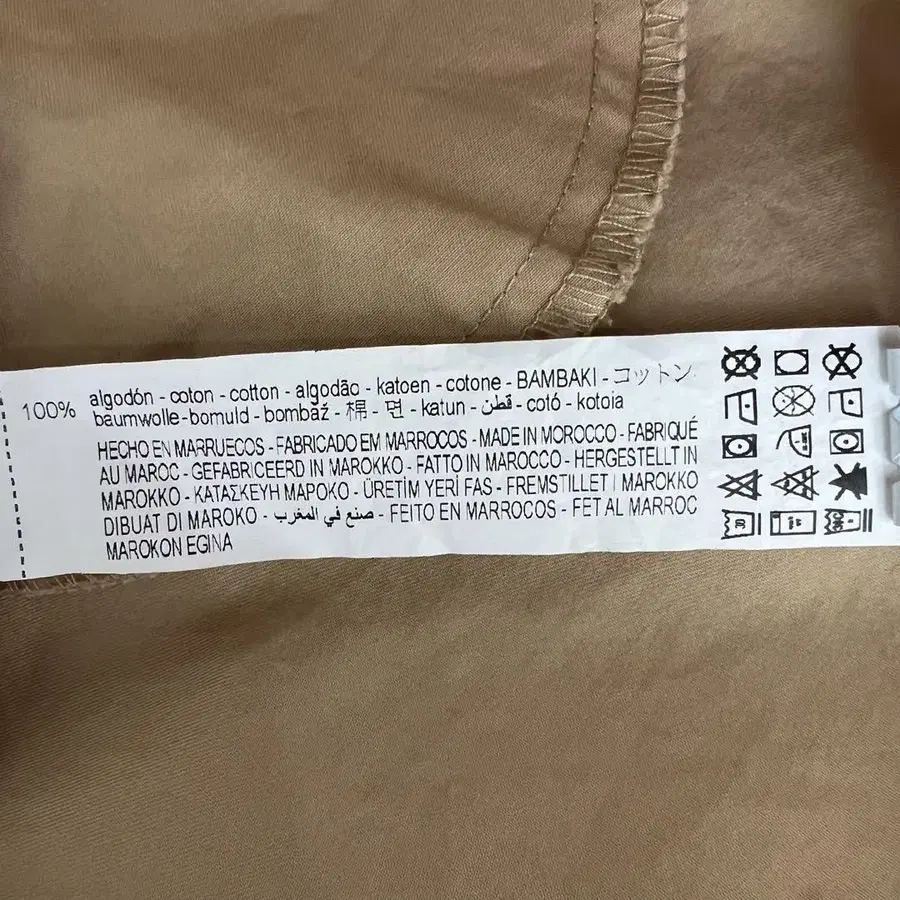 100% algodón - coton - cotton - algodão - katoen - cotone - BAMBAKI - コットン
baumwolle-bomuld - bombaž - 棉 - 면 - katun - قطن - cotó - kotoia
HECHO EN MARRUECOS - FABRICADO EM MARROCOS - MADE IN MOROCCO - FABRIQUÉ
AU MAROC - GEFABRICEERD IN MAROKKO - FATTO IN MAROCCO - HERGESTELLT IN
MAROKKO - ΚΑΤΑΣΚΕΥΗ ΜΑΡΟΚΟ - ÜRETİM YERİ FAS - FREMSTILLET I MAROKKO
DIBUAT DI MAROKO - صنع في المغرب - FEITO EN MARROCOS - FET AL MARROC
MAROKON EGINA